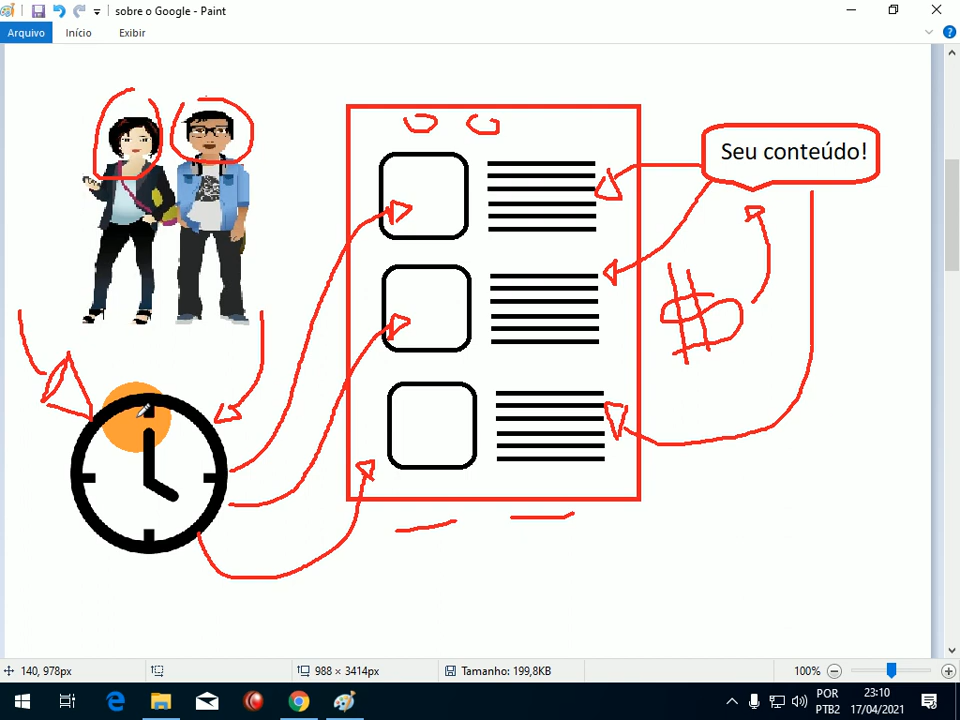 sobre o Google - Paint
Arquivo Início Exibir
Seu conteúdo!
140, 978px
988 × 3414px
Tamanho: 199,8KB
100%
POR
PTB2
23:10
17/04/2021